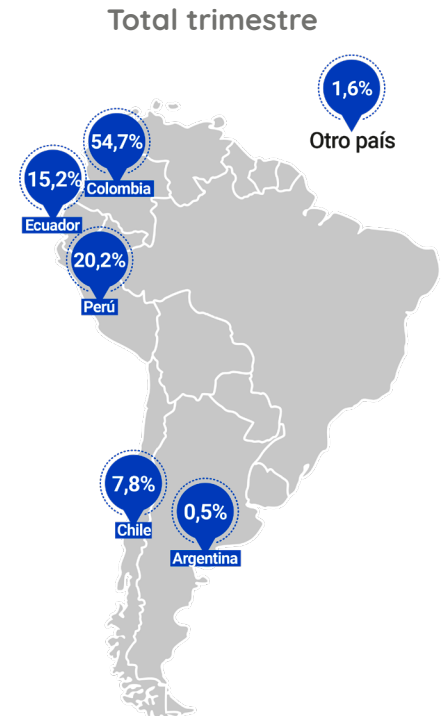 Total trimestre
1,6%
Otro país
54,7%
Colombia
15,2%
Ecuador
20,2%
Perú
7,8%
Chile
0,5%
Argentina